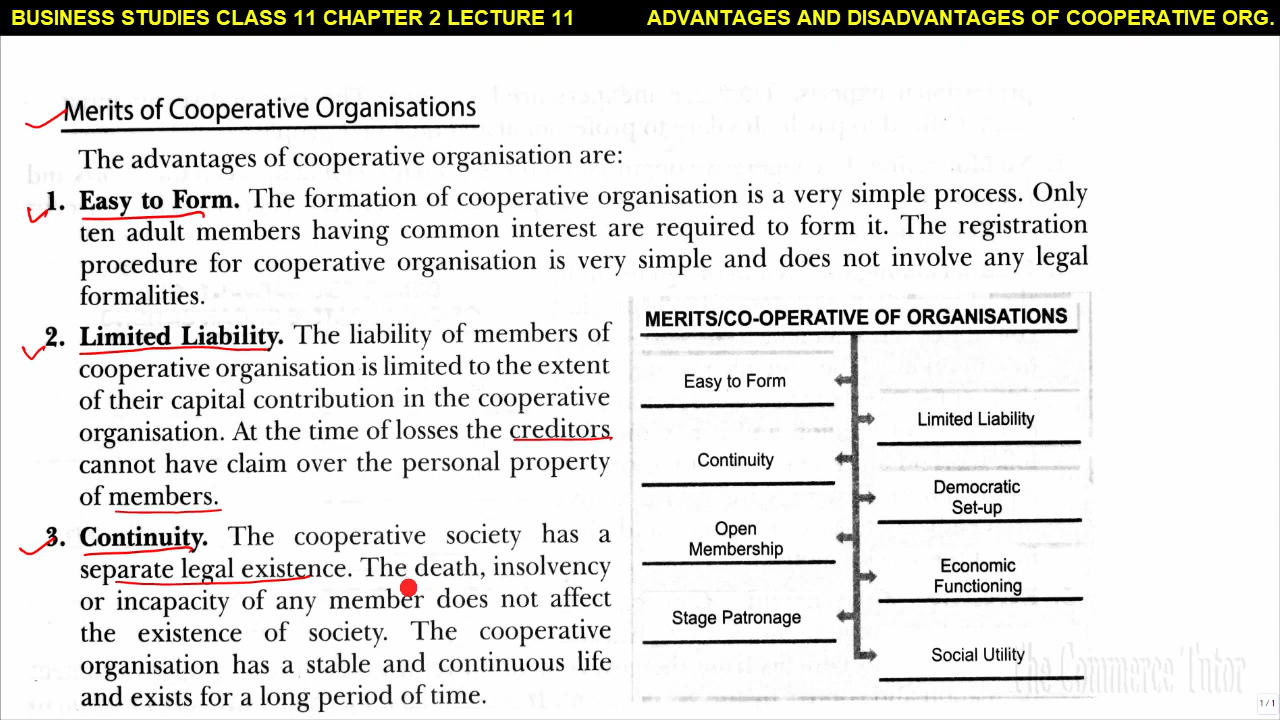 BUSINESS STUDIES CLASS 11 CHAPTER 2 LECTURE 11
ADVANTAGES AND DISADVANTAGES OF COOPERATIVE ORG.
Merits of Cooperative Organisations
The advantages of cooperative organisation are:
1. Easy to Form. The formation of cooperative organisation is a very simple process. Only
ten adult members having common interest are required to form it. The registration
procedure for cooperative organisation is very simple and does not involve any legal
formalities.
2. Limited Liability. The liability of members of
cooperative organisation is limited to the extent
of their capital contribution in the cooperative
organisation. At the time of losses the creditors
cannot have claim over the personal property
of members.
3. Continuity. The cooperative society has a
separate legal existence. The death, insolvency
or incapacity of any member does not affect
the existence of society. The cooperative
organisation has a stable and continuous life
and exists for a long period of time.
MERITS/CO-OPERATIVE OF ORGANISATIONS
Easy to Form
Limited Liability
Continuity
Democratic
Set-up
Open
Membership
Economic
Functioning
Stage Patronage
Social Utility
The Commerce Tutor
1/1